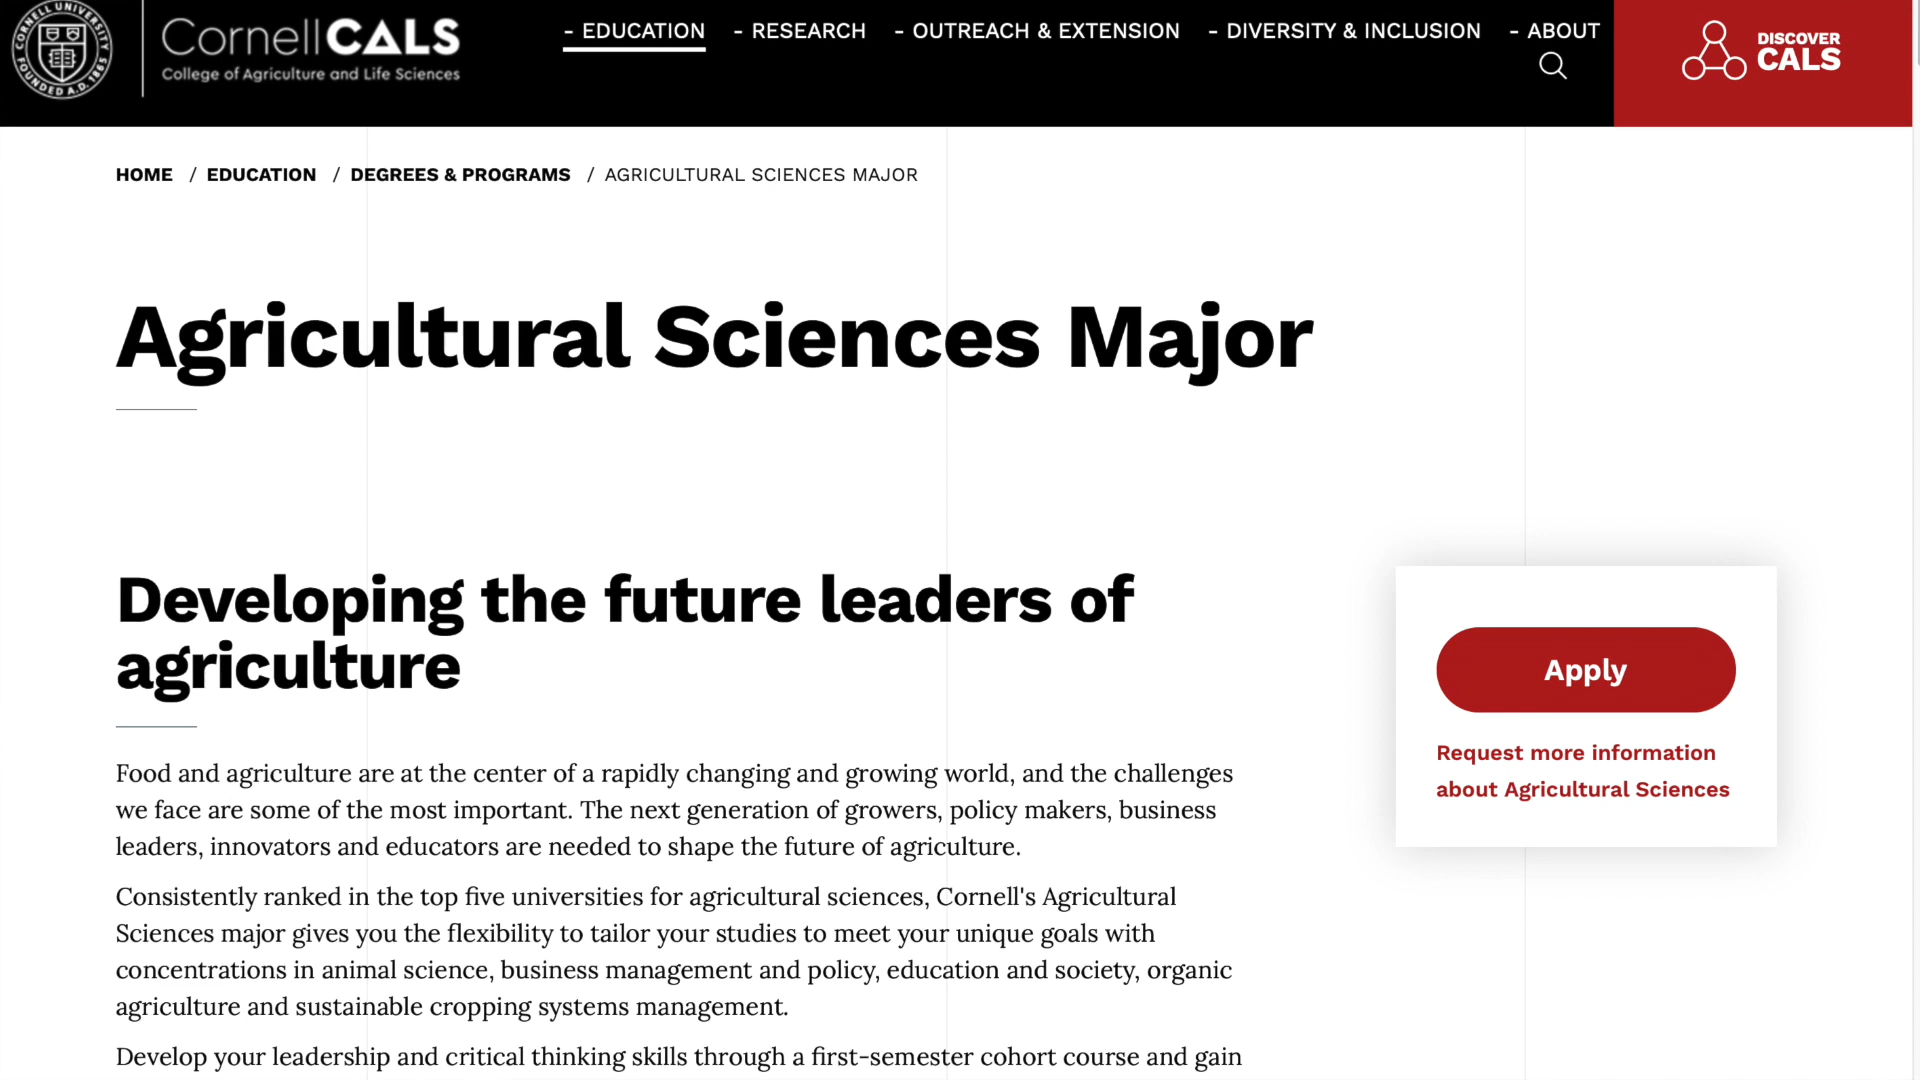 CORNELL UNIVERSITY
FOUNDED A.D. 1865
CornellCALS
College of Agriculture and Life Sciences
- EDUCATION - RESEARCH - OUTREACH & EXTENSION - DIVERSITY & INCLUSION - ABOUT
DISCOVER
CALS
HOME / EDUCATION / DEGREES & PROGRAMS / AGRICULTURAL SCIENCES MAJOR
Agricultural Sciences Major
Developing the future leaders of
agriculture
Food and agriculture are at the center of a rapidly changing and growing world, and the challenges
we face are some of the most important. The next generation of growers, policy makers, business
leaders, innovators and educators are needed to shape the future of agriculture.
Consistently ranked in the top five universities for agricultural sciences, Cornell's Agricultural
Sciences major gives you the flexibility to tailor your studies to meet your unique goals with
concentrations in animal science, business management and policy, education and society, organic
agriculture and sustainable cropping systems management.
Develop your leadership and critical thinking skills through a first-semester cohort course and gain
Apply
Request more information
about Agricultural Sciences